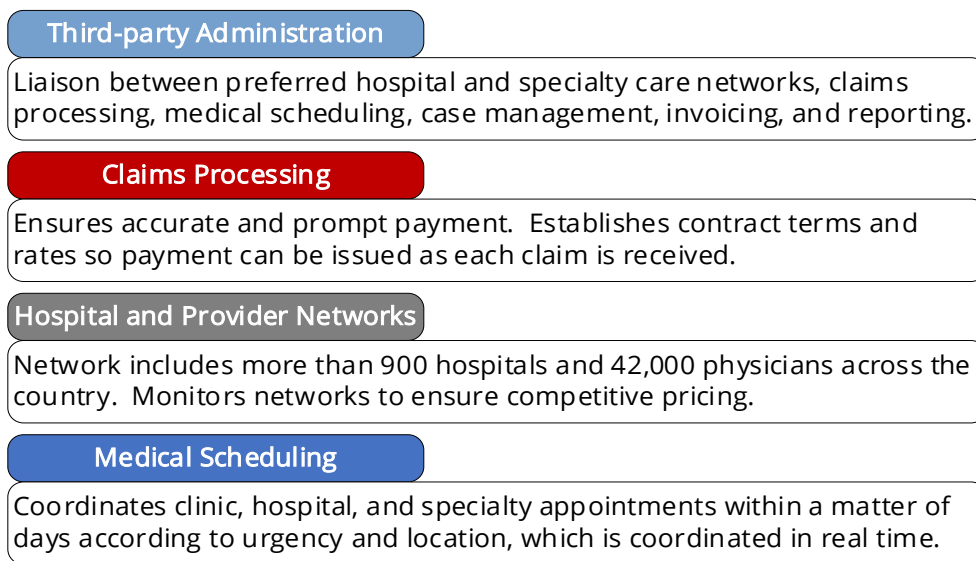 Third-party Administration
Liaison between preferred hospital and specialty care networks, claims
processing, medical scheduling, case management, invoicing, and reporting.
Claims Processing
Ensures accurate and prompt payment.  Establishes contract terms and
rates so payment can be issued as each claim is received.
Hospital and Provider Networks
Network includes more than 900 hospitals and 42,000 physicians across the
country.  Monitors networks to ensure competitive pricing.
Medical Scheduling
Coordinates clinic, hospital, and specialty appointments within a matter of
days according to urgency and location, which is coordinated in real time.